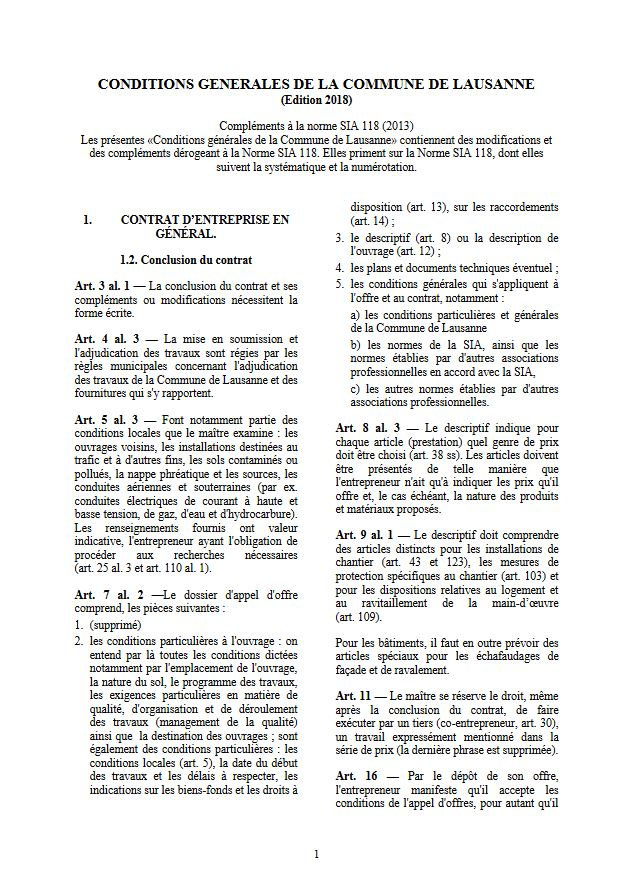 CONDITIONS GENERALES DE LA COMMUNE DE LAUSANNE
(Edition 2018)
Compléments à la norme SIA 118 (2013)
Les présentes «Conditions générales de la Commune de Lausanne» contiennent des modifications et
des compléments dérogeant à la Norme SIA 118. Elles priment sur la Norme SIA 118, dont elles
suivent la systématique et la numérotation.
1. CONTRAT D'ENTREPRISE EN
GÉNÉRAL.
1.2. Conclusion du contrat
Art. 3 al. 1 — La conclusion du contrat et ses
compléments ou modifications nécessitent la
forme écrite.
Art. 4 al. 3 — La mise en soumission et
l'adjudication des travaux sont régies par les
règles municipales concernant l'adjudication
des travaux de la Commune de Lausanne et des
fournitures qui s'y rapportent.
Art. 5 al. 3 — Font notamment partie des
conditions locales que le maître examine : les
ouvrages voisins, les installations destinées au
trafic et à d'autres fins, les sols contaminés ou
pollués, la nappe phréatique et les sources, les
conduites aériennes et souterraines (par ex.
conduites électriques de courant à haute et
basse tension, de gaz, d'eau et d'hydrocarbure).
Les renseignements fournis ont valeur
indicative, l'entrepreneur ayant l'obligation de
procéder aux recherches nécessaires
(art. 25 al. 3 et art. 110 al. 1).
Art. 7 al. 2 —Le dossier d'appel d'offre
comprend, les pièces suivantes :
1. (supprimé)
2. les conditions particulières à l'ouvrage : on
entend par là toutes les conditions dictées
notamment par l'emplacement de l'ouvrage,
la nature du sol, le programme des travaux,
les exigences particulières en matière de
qualité, d'organisation et de déroulement
des travaux (management de la qualité)
ainsi que la destination des ouvrages ; sont
également des conditions particulières : les
conditions locales (art. 5), la date du début
des travaux et les délais à respecter, les
indications sur les biens-fonds et les droits à
disposition (art. 13), sur les raccordements
(art. 14) ;
3. le descriptif (art. 8) ou la description de
l'ouvrage (art. 12) ;
4. les plans et documents techniques éventuel ;
5. les conditions générales qui s'appliquent à
l'offre et au contrat, notamment :
a) les conditions particulières et générales
de la Commune de Lausanne
b) les normes de la SIA, ainsi que les
normes établies par d'autres associations
professionnelles en accord avec la SIA,
c) les autres normes établies par d'autres
associations professionnelles.
Art. 8 al. 3 — Le descriptif indique pour
chaque article (prestation) quel genre de prix
doit être choisi (art. 38 ss). Les articles doivent
être présentés de telle manière que
l'entrepreneur n'ait qu'à indiquer les prix qu'il
offre et, le cas échéant, la nature des produits
et matériaux proposés.
Art. 9 al. 1 — Le descriptif doit comprendre
des articles distincts pour les installations de
chantier (art. 43 et 123), les mesures de
protection spécifiques au chantier (art. 103) et
pour les dispositions relatives au logement et
au ravitaillement de la main-d'œuvre
(art. 109).
Pour les bâtiments, il faut en outre prévoir des
articles spéciaux pour les échafaudages de
façade et de ravalement.
Art. 11 — Le maître se réserve le droit, même
après la conclusion du contrat, de faire
exécuter par un tiers (co-entrepreneur, art. 30),
un travail expressément mentionné dans la
série de prix (la dernière phrase est supprimée).
Art. 16 — Par le dépôt de son offre,
l'entrepreneur manifeste qu'il accepte les
conditions de l'appel d'offres, pour autant qu'il
1